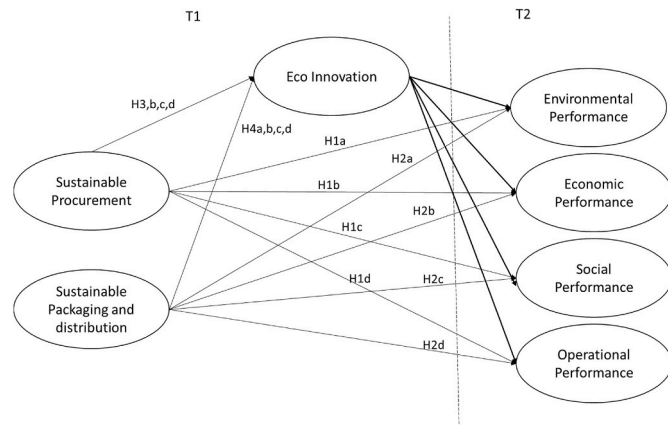 T1
T2
Eco Innovation
H3,b,c,d
H4a,b,c,d
Environmental
Performance
H1a
H2a
Sustainable
Procurement
H1b
Economic
Performance
H2b
H1c
Social
Performance
H1d
H2c
Sustainable
Packaging and
distribution
H2d
Operational
Performance